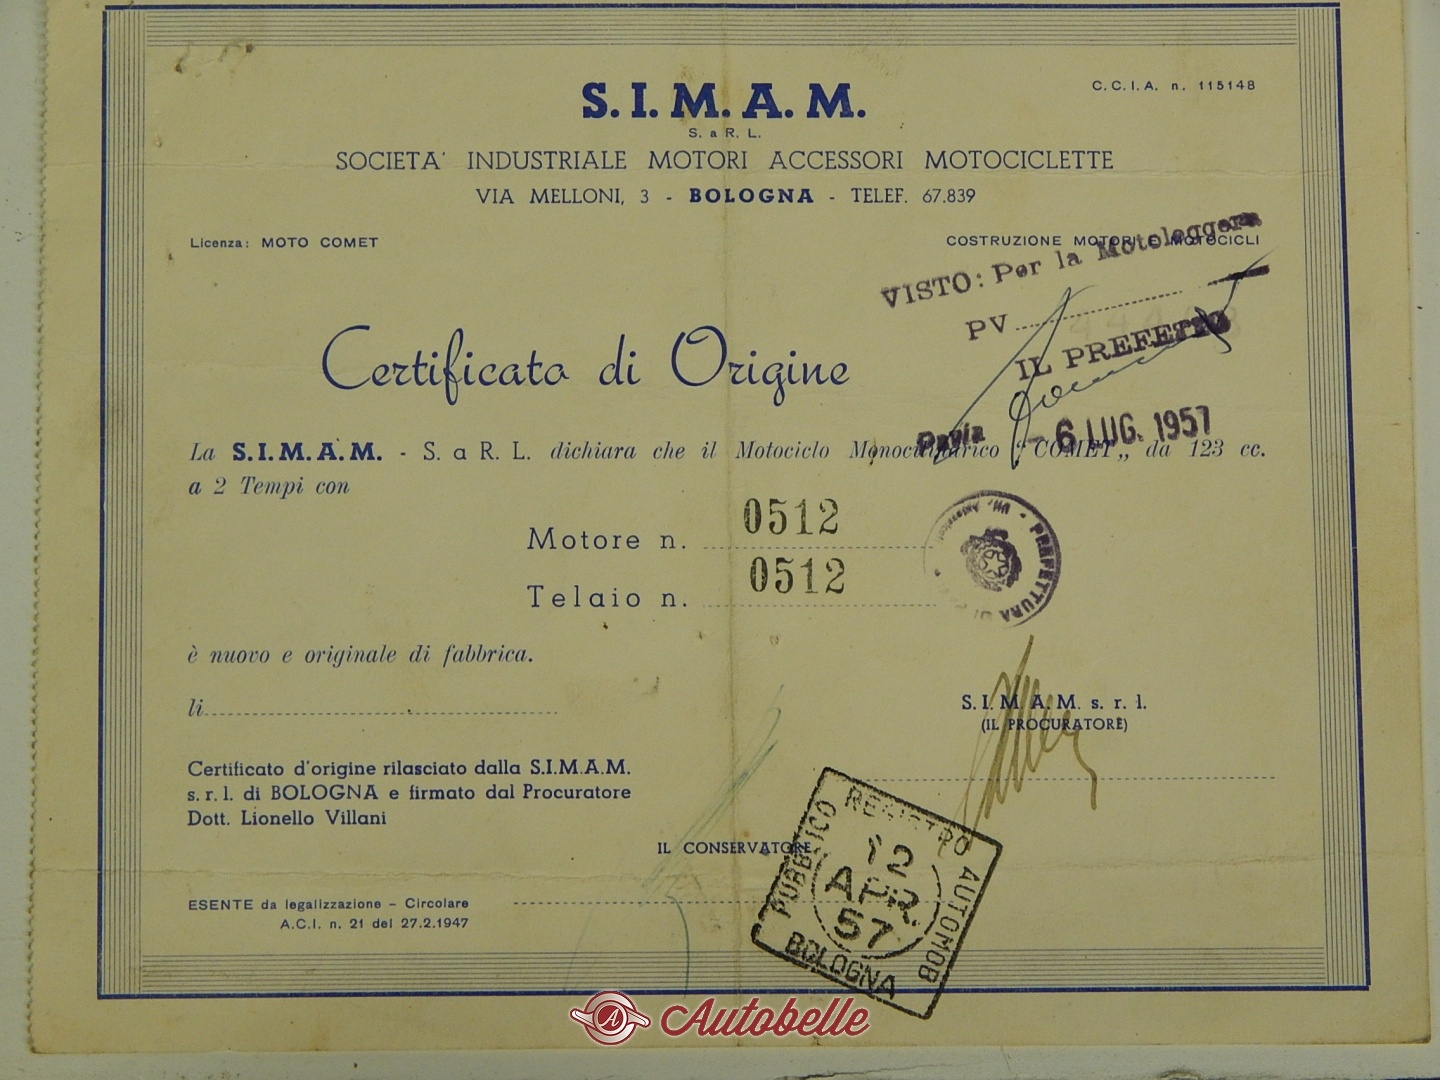 S.I.M.A.M.
C.C.I.A. n. 115148
S. a R. L.
SOCIETA' INDUSTRIALE MOTORI ACCESSORI MOTOCICLETTE
VIA MELLONI, 3 - BOLOGNA - TELEF. 67.839
Licenza: MOTO COMET
COSTRUZIONE MOTORI E MOTOCICLI
VISTO: Per la Motoleggera
PV
IL PREFETTO
Pavia - 6 LUG. 1957
Certificato di Origine
La S.I.M.A.M. - S. a R. L. dichiara che il Motociclo Monocilindrico "COMET„ da 123 cc.
a 2 Tempi con
Motore n. 0512
Telaio n. 0512
PREFETTURA DI
è nuovo e originale di fabbrica.
li
S.I.M.A.M. s. r. l.
(IL PROCURATORE)
Certificato d'origine rilasciato dalla S.I.M.A.M.
s. r. l. di BOLOGNA e firmato dal Procuratore
Dott. Lionello Villani
IL CONSERVATORE
PUBBLICO REGISTRO AUTOMOB
12
APR.
57
BOLOGNA
ESENTE da legalizzazione - Circolare
A.C.I. n. 21 del 27.2.1947
A Autobelle